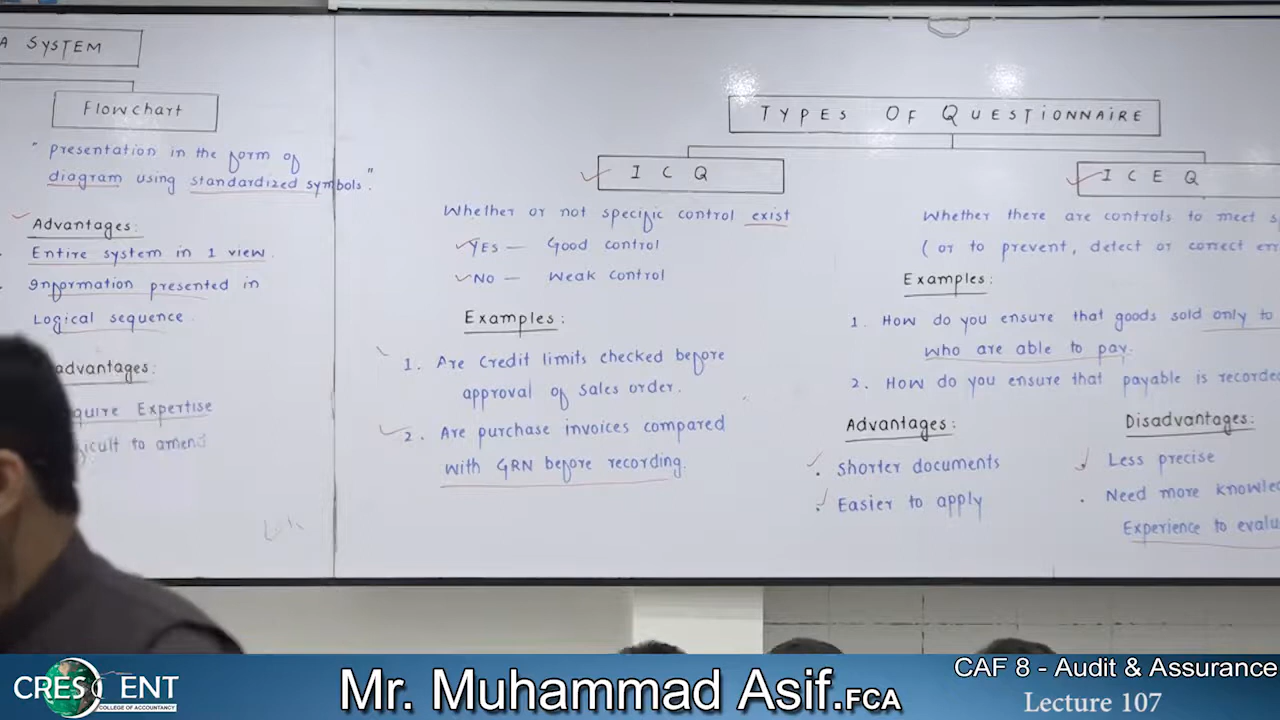 A SYSTEM
Flowchart
" presentation in the form of
diagram using standardized symbols."
Advantages:
Entire system in 1 view.
Information presented in
Logical sequence.
advantages:
quire Expertise
icult to amend
TYPES OF QUESTIONNAIRE
I C Q
Whether or not specific control exist
YES — Good control
No — Weak control
Examples:
1. Are Credit limits checked before
approval of sales order.
2. Are purchase invoices compared
with GRN before recording.
I C E Q
Whether there are controls to meet s
( or to prevent, detect or correct err
Examples:
1. How do you ensure that goods sold only to
who are able to pay.
2. How do you ensure that payable is recorded
Advantages:
. Shorter documents
. Easier to apply
Disadvantages:
. Less precise
. Need more knowled
Experience to evalu
CRESCENT
COLLEGE OF ACCOUNTANCY
Mr. Muhammad Asif.FCA
CAF 8 - Audit & Assurance
Lecture 107